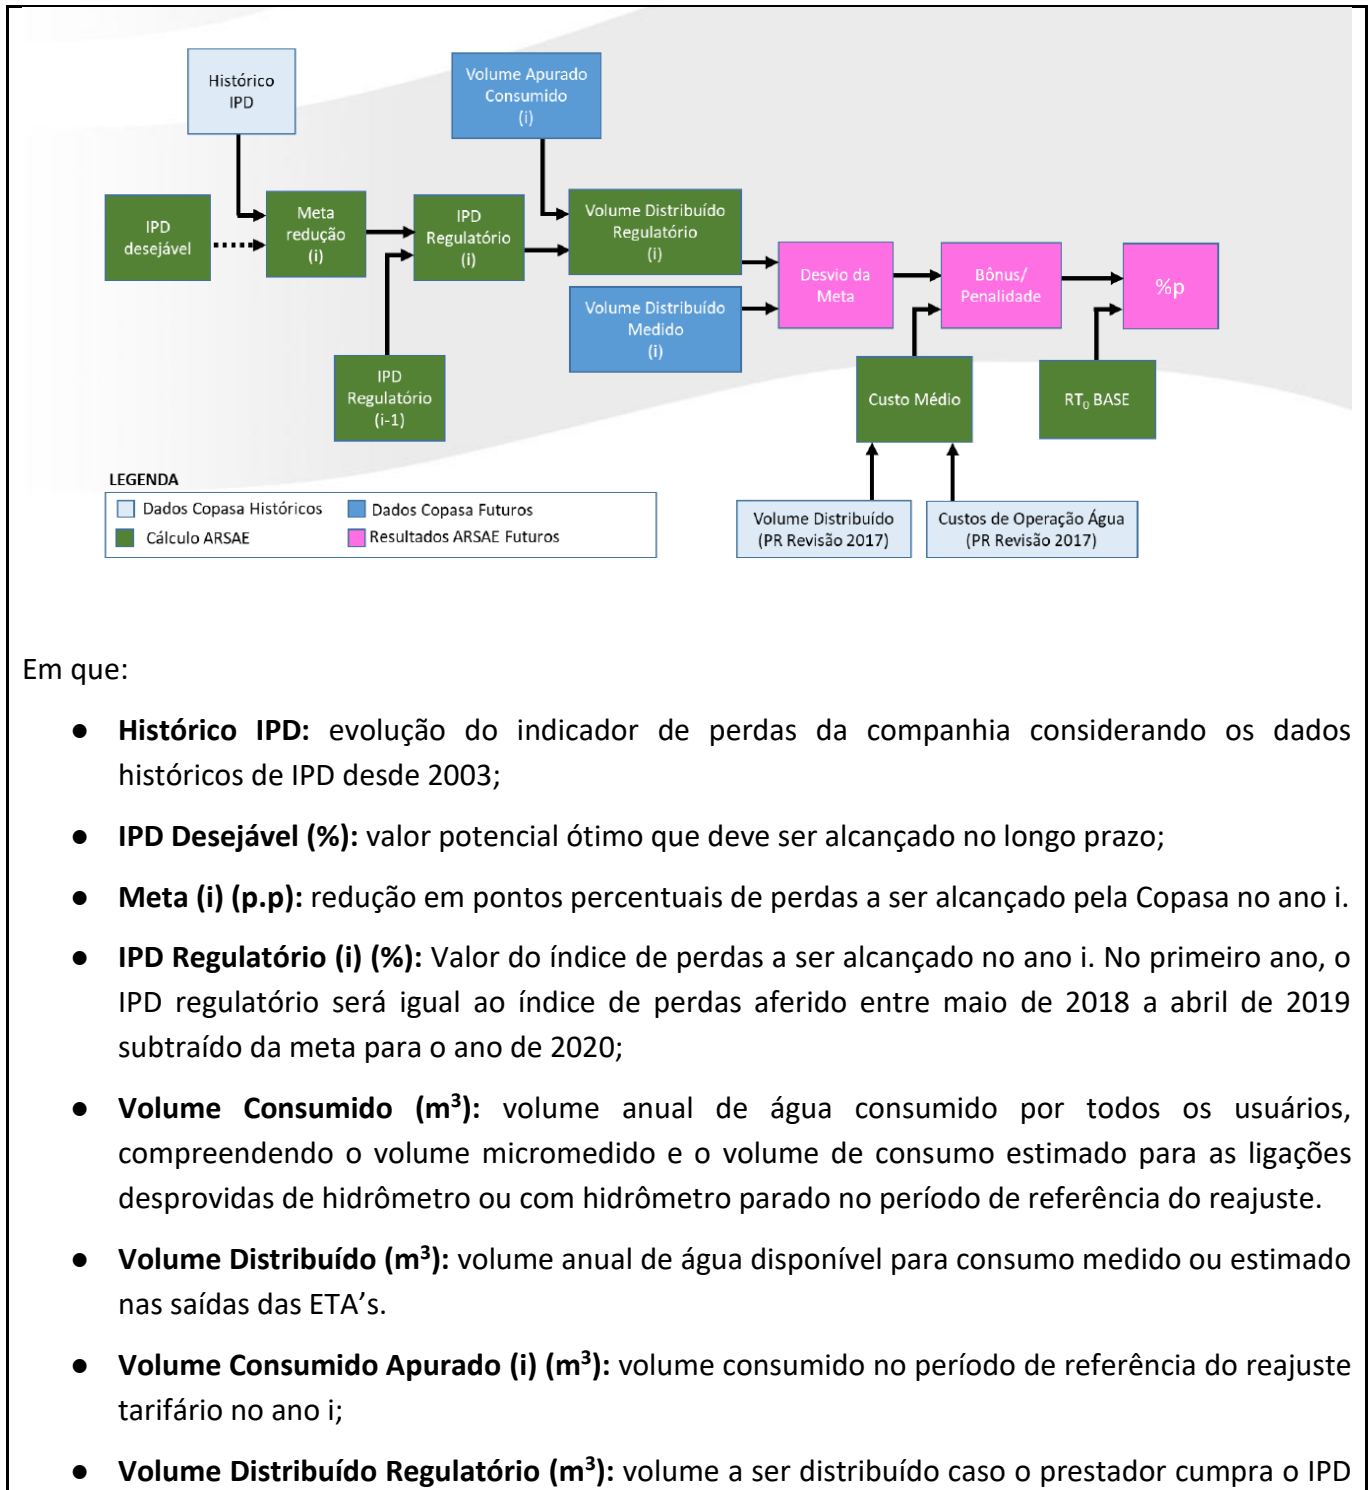 Histórico
IPD
Volume Apurado
Consumido
(i)
IPD
desejável
Meta
redução
(i)
IPD
Regulatório
(i)
Volume Distribuído
Regulatório
(i)
Volume Distribuído
Medido
(i)
IPD
Regulatório
(i-1)
Desvio da
Meta
Bônus/
Penalidade
%p
Custo Médio
RT₀ BASE
Volume Distribuído
(PR Revisão 2017)
Custos de Operação Água
(PR Revisão 2017)
LEGENDA
Dados Copasa Históricos
Dados Copasa Futuros
Cálculo ARSAE
Resultados ARSAE Futuros
Em que:
● Histórico IPD: evolução do indicador de perdas da companhia considerando os dados
históricos de IPD desde 2003;
● IPD Desejável (%): valor potencial ótimo que deve ser alcançado no longo prazo;
● Meta (i) (p.p): redução em pontos percentuais de perdas a ser alcançado pela Copasa no ano i.
● IPD Regulatório (i) (%): Valor do índice de perdas a ser alcançado no ano i. No primeiro ano, o
IPD regulatório será igual ao índice de perdas aferido entre maio de 2018 a abril de 2019
subtraído da meta para o ano de 2020;
● Volume Consumido (m³): volume anual de água consumido por todos os usuários,
compreendendo o volume micromedido e o volume de consumo estimado para as ligações
desprovidas de hidrômetro ou com hidrômetro parado no período de referência do reajuste.
● Volume Distribuído (m³): volume anual de água disponível para consumo medido ou estimado
nas saídas das ETA’s.
● Volume Consumido Apurado (i) (m³): volume consumido no período de referência do reajuste
tarifário no ano i;
● Volume Distribuído Regulatório (m³): volume a ser distribuído caso o prestador cumpra o IPD